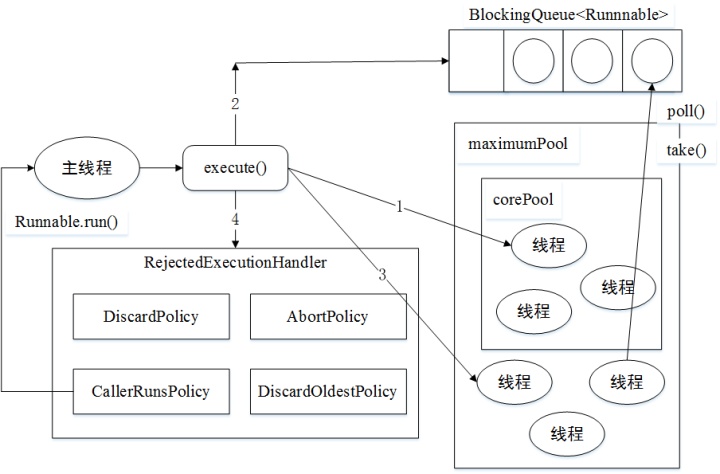 BlockingQueue<Runnnable>
2
poll()
maximumPool
take()
主线程
execute()
corePool
1
Runnable.run()
4
线程
RejectedExecutionHandler
3
线程
DiscardPolicy
AbortPolicy
线程
CallerRunsPolicy
DiscardOldestPolicy
线程
线程
线程